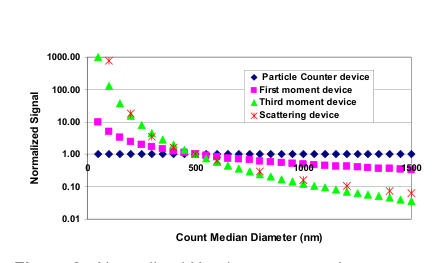 1000.00
Particle Counter device
First moment device
Third moment device
Scattering device
100.00
10.00
1.00
0.10
0.01
0
500
1000
1500
Normalized Signal
Count Median Diameter (nm)